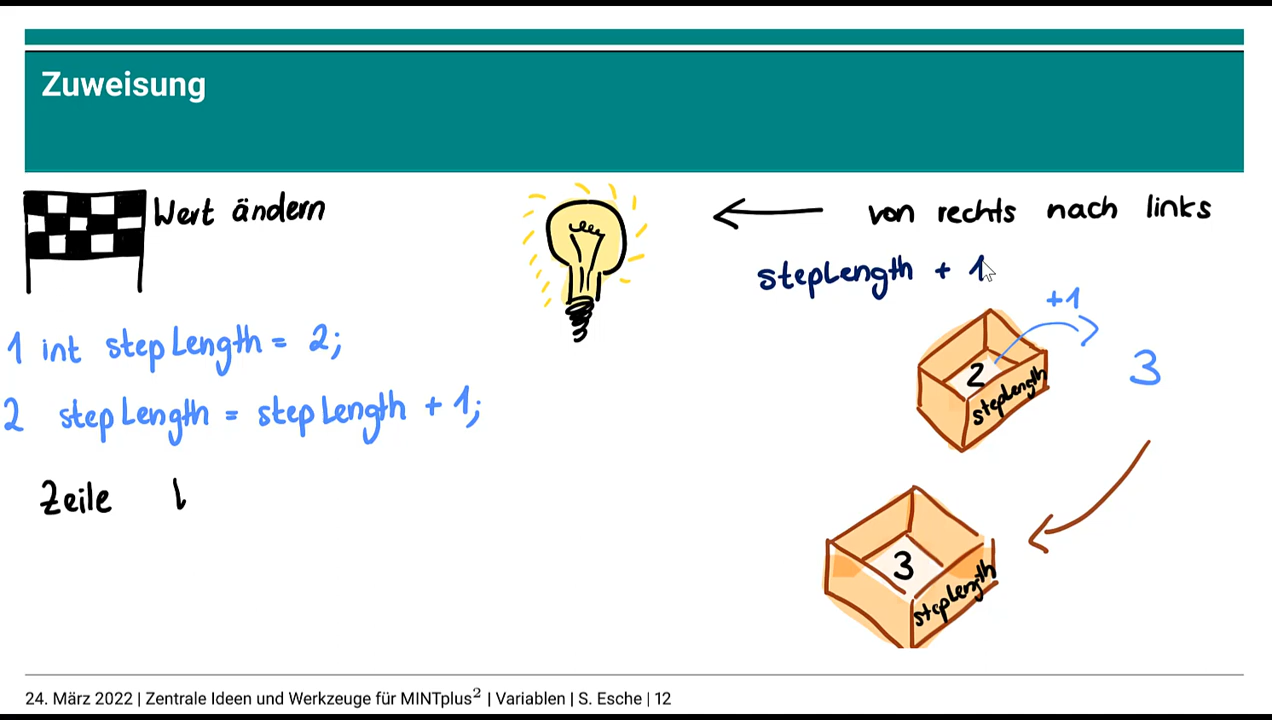 Zuweisung
Wert ändern
von rechts nach links
stepLength + 1
+1
1 int stepLength = 2;
2
stepLength
3
2 stepLength = stepLength + 1;
Zeile
3
stepLength
24. März 2022 | Zentrale Ideen und Werkzeuge für MINTplus² | Variablen | S. Esche | 12